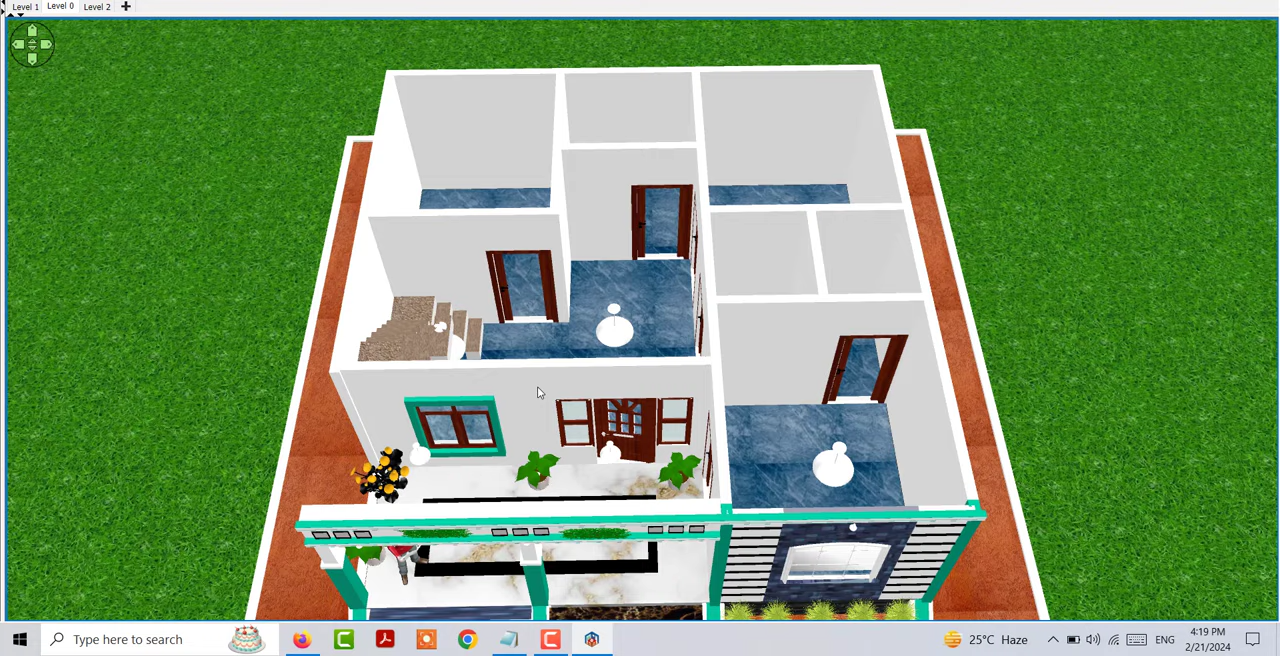 Level 1 Level 0 Level 2
Type here to search
25°C Haze
ENG
4:19 PM
2/21/2024